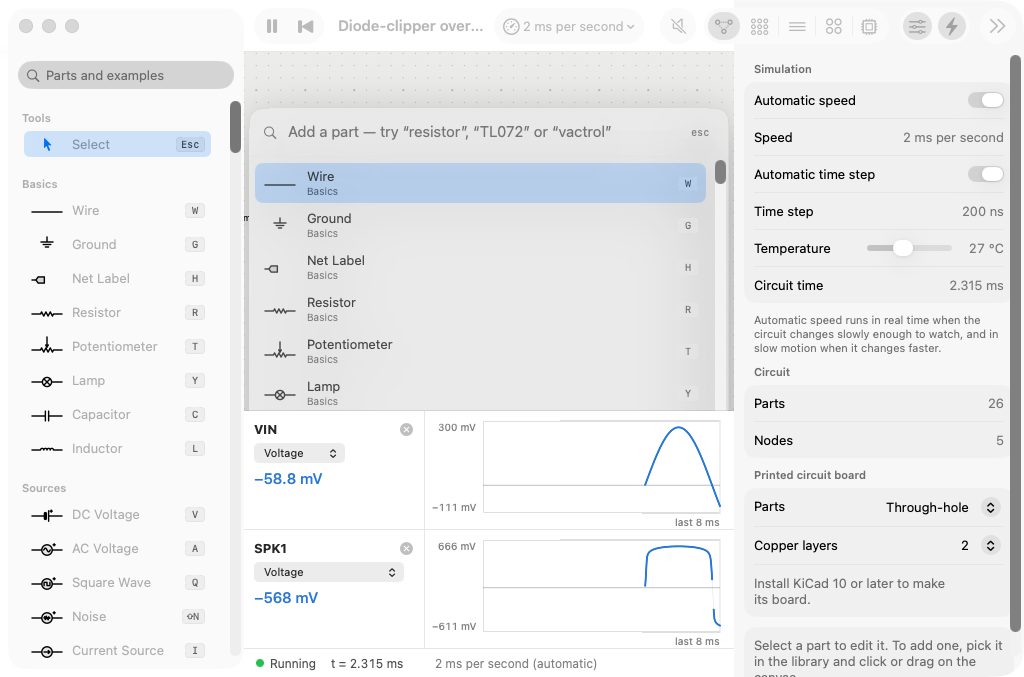 Diode-clipper over...
2 ms per second
Parts and examples
Tools
Select Esc
Basics
Wire W
Ground G
Net Label H
Resistor R
Potentiometer T
Lamp Y
Capacitor C
Inductor L
Sources
DC Voltage V
AC Voltage A
Square Wave Q
Noise ⇧N
Current Source I
Add a part — try “resistor”, “TL072” or “vactrol” esc
Wire
Basics
W
Ground
Basics
G
Net Label
Basics
H
Resistor
Basics
R
Potentiometer
Basics
T
Lamp
Basics
Y
VIN
Voltage
−58.8 mV
300 mV
−111 mV
last 8 ms
SPK1
Voltage
−568 mV
666 mV
−611 mV
last 8 ms
Running t = 2.315 ms 2 ms per second (automatic)
Simulation
Automatic speed
Speed 2 ms per second
Automatic time step
Time step 200 ns
Temperature 27 °C
Circuit time 2.315 ms
Automatic speed runs in real time when the
circuit changes slowly enough to watch, and in
slow motion when it changes faster.
Circuit
Parts 26
Nodes 5
Printed circuit board
Parts Through-hole
Copper layers 2
Install KiCad 10 or later to make
its board.
Select a part to edit it. To add one, pick it
in the library and click or drag on the
canvas.